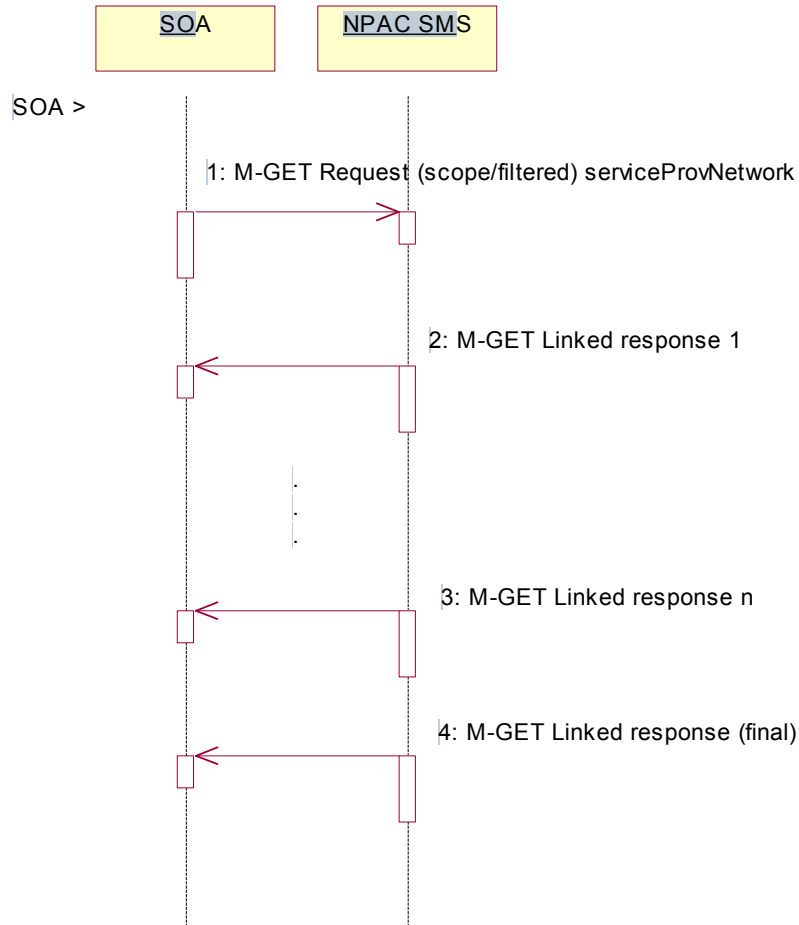 SOA
NPAC SMS
SOA >
1: M-GET Request (scope/filtered) serviceProvNetwork
2: M-GET Linked response 1
.
.
.
3: M-GET Linked response n
4: M-GET Linked response (final)